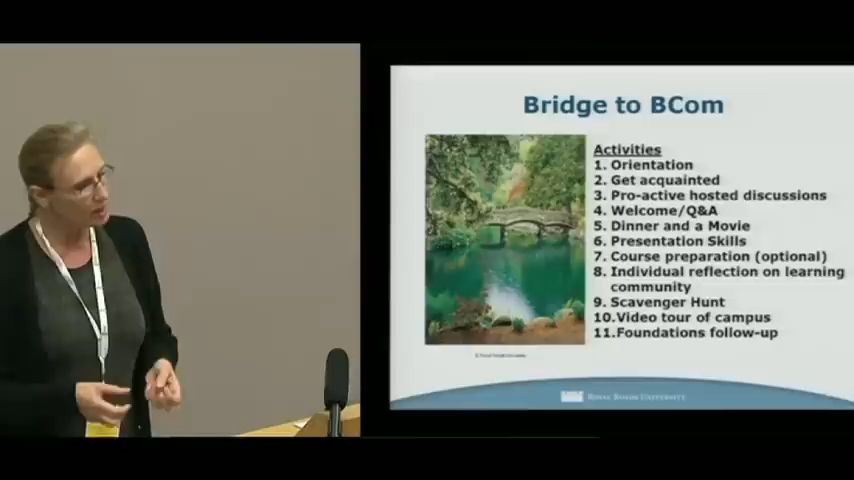 Bridge to BCom
Activities
1. Orientation
2. Get acquainted
3. Pro-active hosted discussions
4. Welcome/Q&A
5. Dinner and a Movie
6. Presentation Skills
7. Course preparation (optional)
8. Individual reflection on learning
community
9. Scavenger Hunt
10.Video tour of campus
11.Foundations follow-up
ROYAL ROADS UNIVERSITY